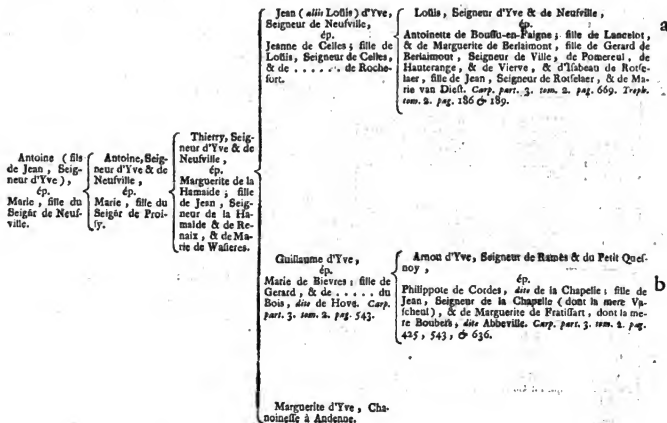 Antoine (fils
de Jean, Seig-
neur d'Yve),
ép.
Marie, fille du
Seigñr de Neuf-
ville.
Antoine, Seig-
neur d'Yve & de
Neufville,
ép.
Marie, fille du
Seigñr de Proi-
ſy.
Thierry, Seig-
neur d'Yve & de
Neufville,
ép.
Marguerite de la
Hamaide; fille
de Jean, Seig-
neur de la Ha-
maide & de Re-
naix, & de Ma-
rie de Waſieres.
Jean (aliis Loüis) d'Yve,
Seigneur de Neufville,
ép.
Jeanne de Celles; fille de
Loüis, Seigneur de Celles,
& de . . . . . . de Roche-
fort.
Loüis, Seigneur d'Yve & de Neufville,
ép.
a
Antoinette de Bouſſu-en-Faigne; fille de Lancelot,
& de Marguerite de Berlaimont, fille de Gerard de
Berlaimont, Seigneur de Ville, de Pomereul, de
Hauterange, & de Vierve, & d'Iſabeau de Rotſe-
laer, fille de Jean, Seigneur de Rotſelaer, & de Ma-
rie van Dieſt. Carp. part. 3. tom. 2. pag. 669. Troph.
tom. 2. pag. 186 & 189.
Guillaume d'Yve,
ép.
Marie de Bievres; fille de
Gerard, & de . . . . . du
Bois, dite de Hove. Carp.
part. 3. tom. 2. pag. 543.
Arnou d'Yve, Seigneur de Ramès & du Petit Queſ-
noy,
b
ép.
Philippote de Cordes, dite de la Chapelle; fille de
Jean, Seigneur de la Chapelle (dont la mere Va-
ſcheul), & de Marguerite de Fratiſſart, dont la me-
re Boubers, dite Abbeville. Carp. part. 3. tom. 2. pag.
425, 543, & 636.
Marguerite d'Yve, Cha-
noineſſe à Andenne.